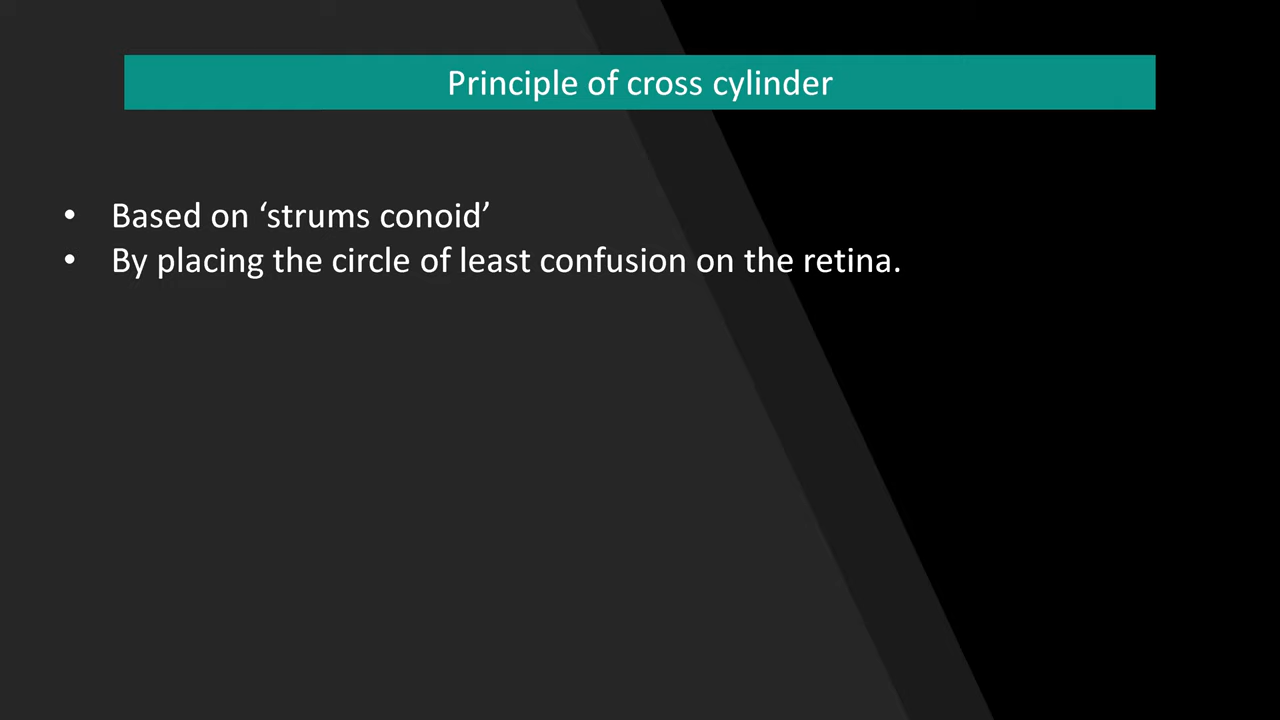 Principle of cross cylinder
• Based on ‘strums conoid’
• By placing the circle of least confusion on the retina.